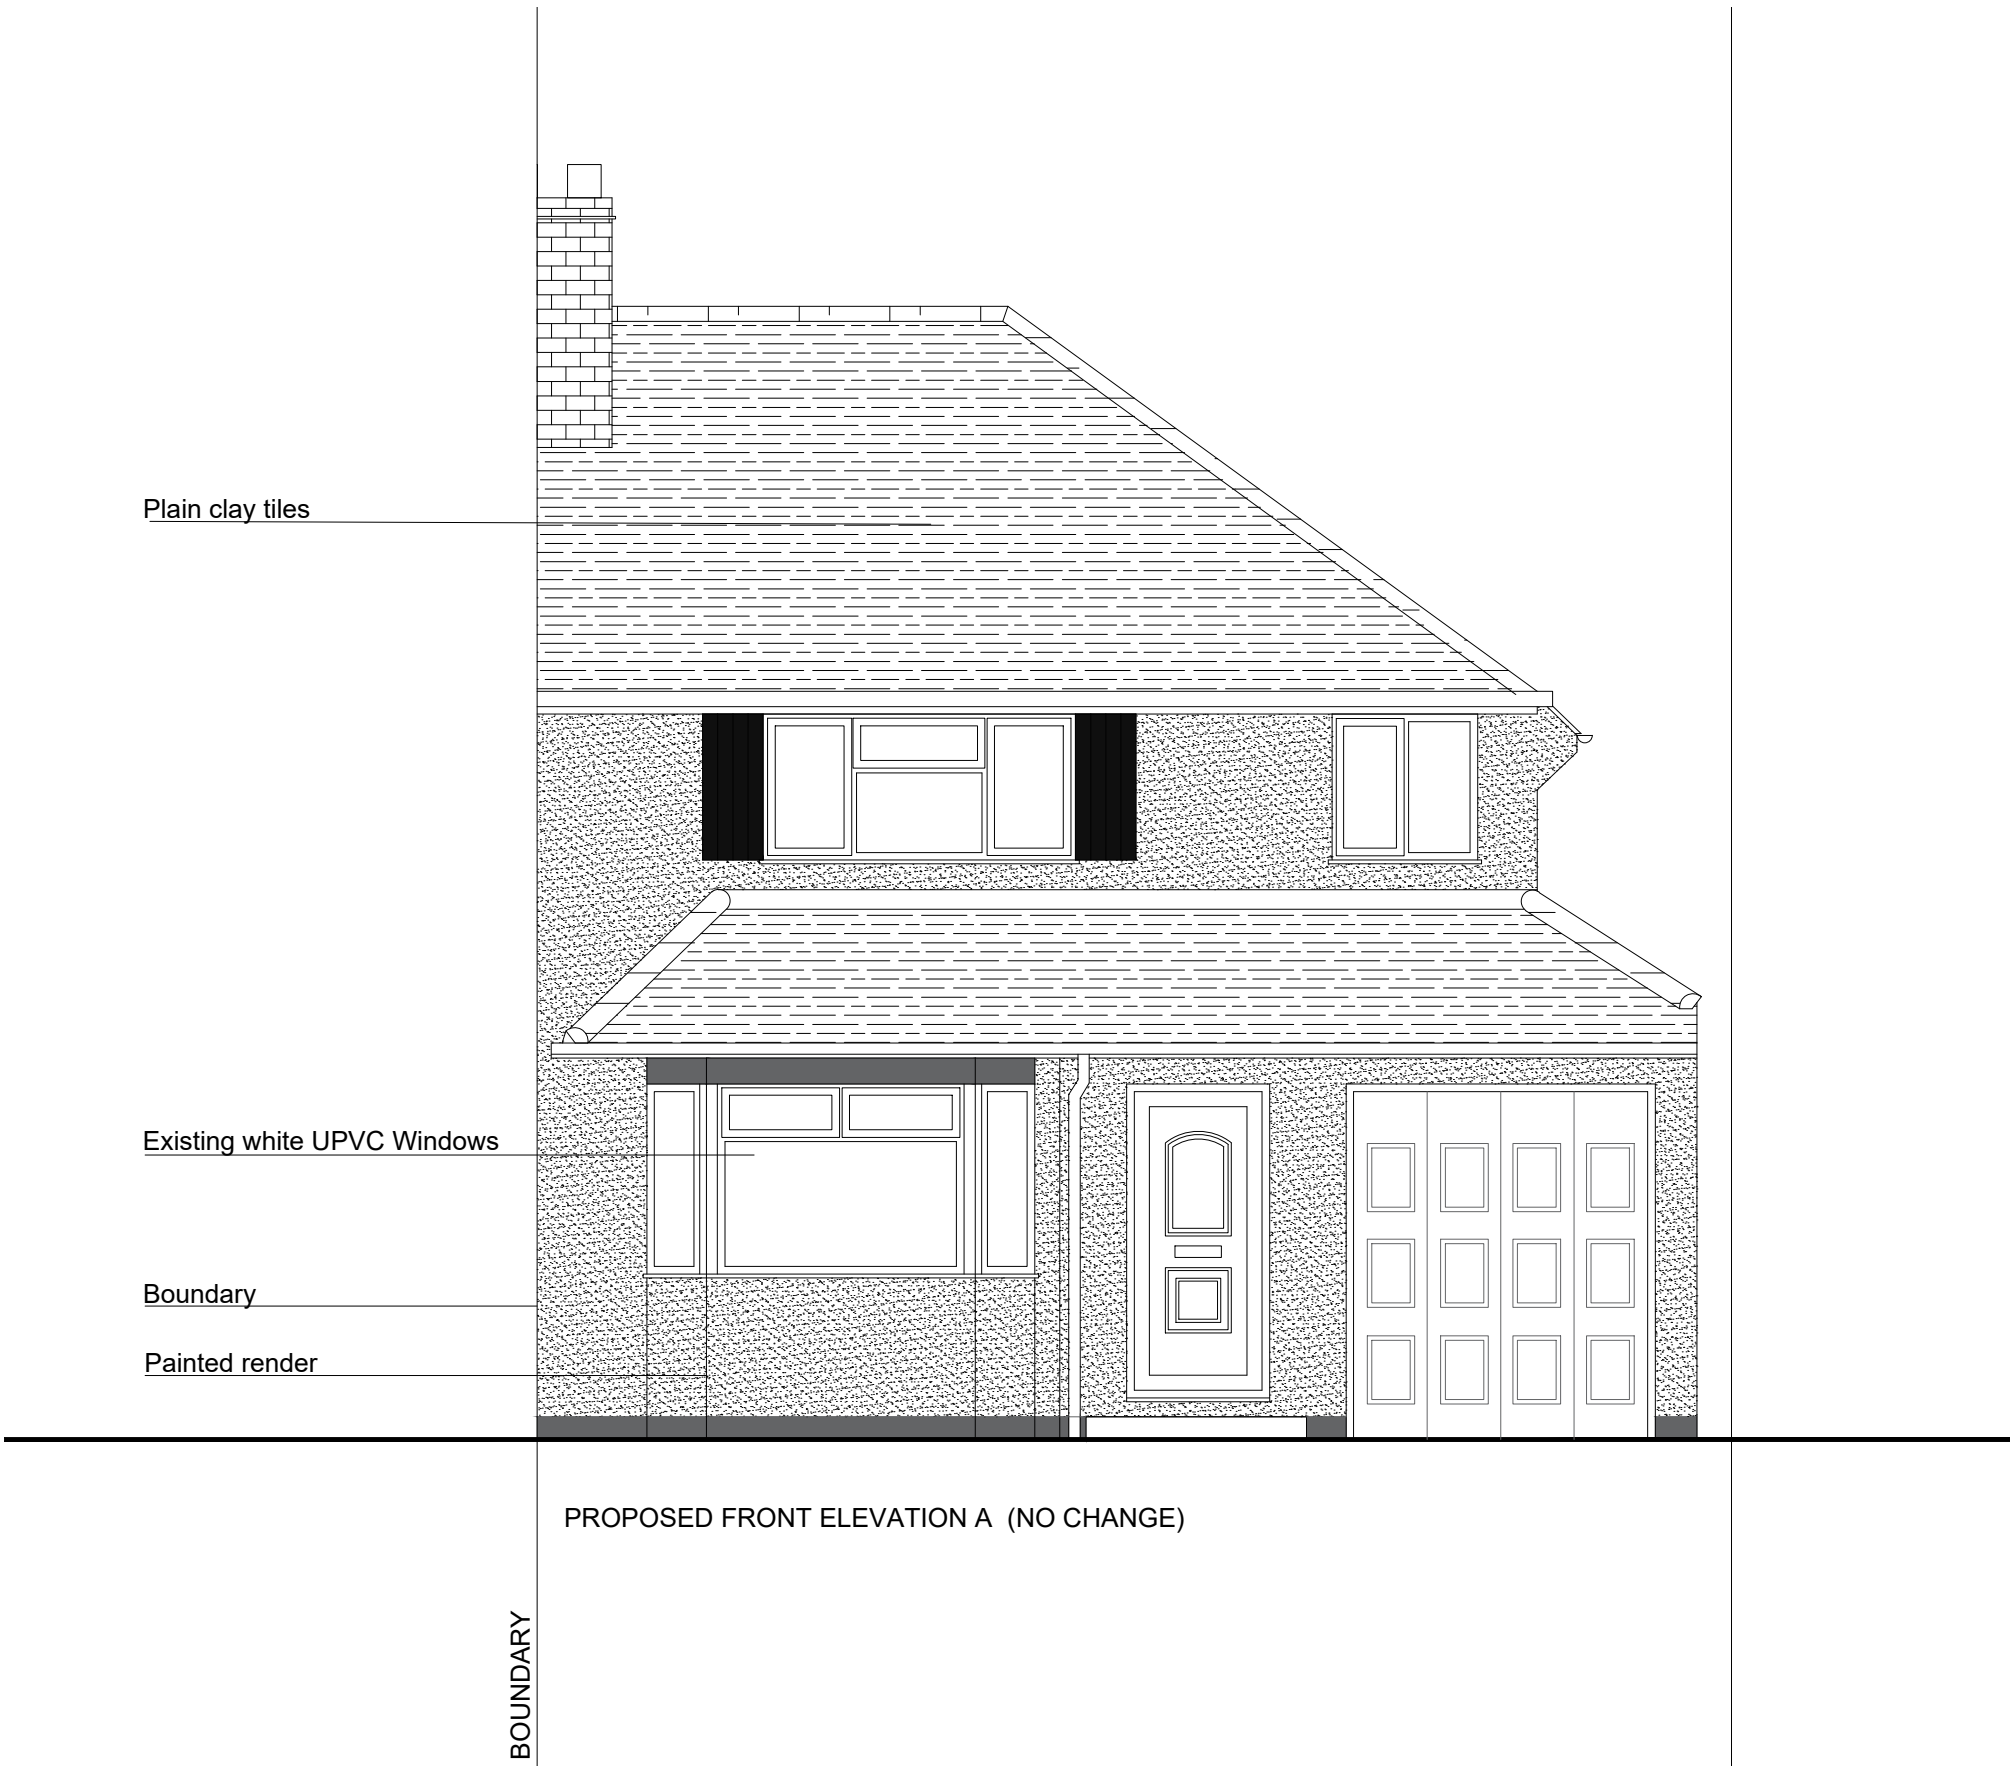 Plain clay tiles
Existing white UPVC Windows
Boundary
Painted render
PROPOSED FRONT ELEVATION A (NO CHANGE)
BOUNDARY